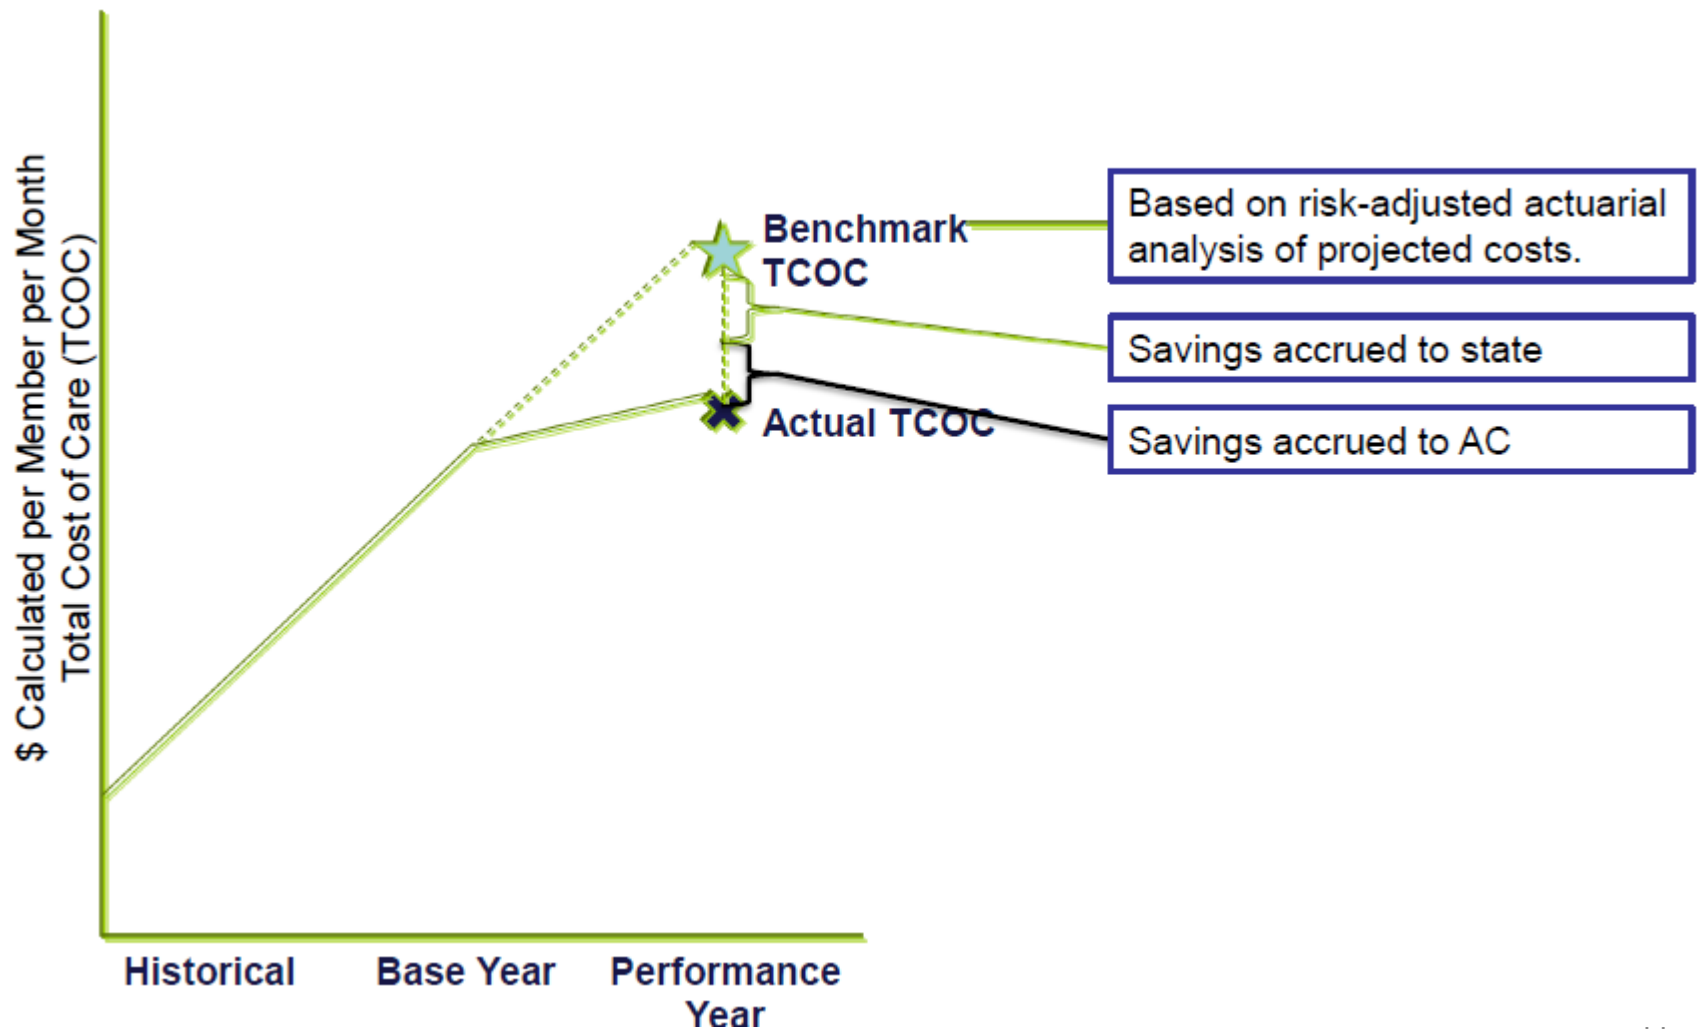 $ Calculated per Member per Month
Total Cost of Care (TCOC)
Benchmark
TCOC
Based on risk-adjusted actuarial
analysis of projected costs.
Savings accrued to state
Actual TCOC
Savings accrued to AC
Historical
Base Year
Performance
Year